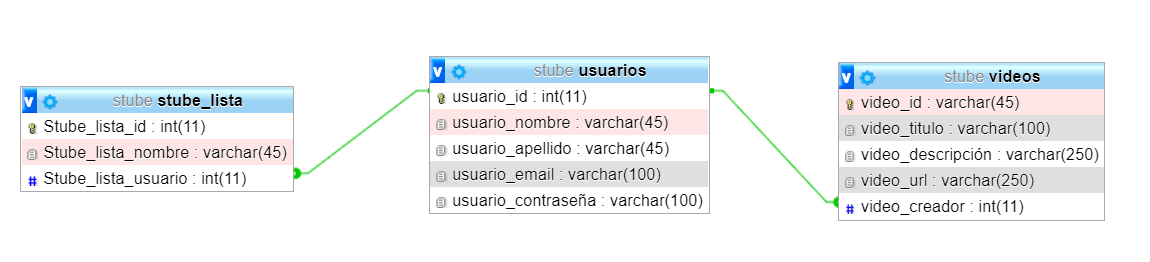 v stube stube_lista
Stube_lista_id : int(11)
Stube_lista_nombre : varchar(45)
# Stube_lista_usuario : int(11)
v stube usuarios
usuario_id : int(11)
usuario_nombre : varchar(45)
usuario_apellido : varchar(45)
usuario_email : varchar(100)
usuario_contraseña : varchar(100)
v stube videos
video_id : varchar(45)
video_titulo : varchar(100)
video_descripción : varchar(250)
video_url : varchar(250)
# video_creador : int(11)